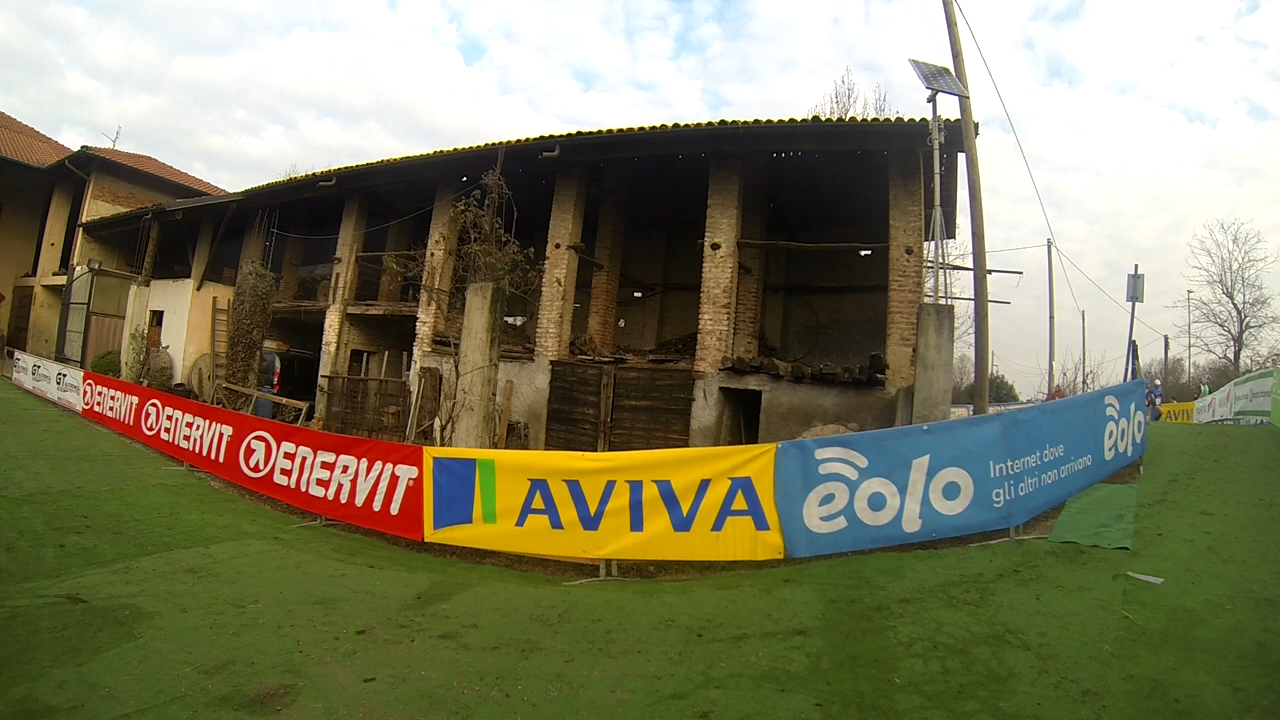 GT
GT
ENERVIT
ENERVIT
ENERVIT
AVIVA
eolo
Internet dove
gli altri non arrivano
eolo
AVIV